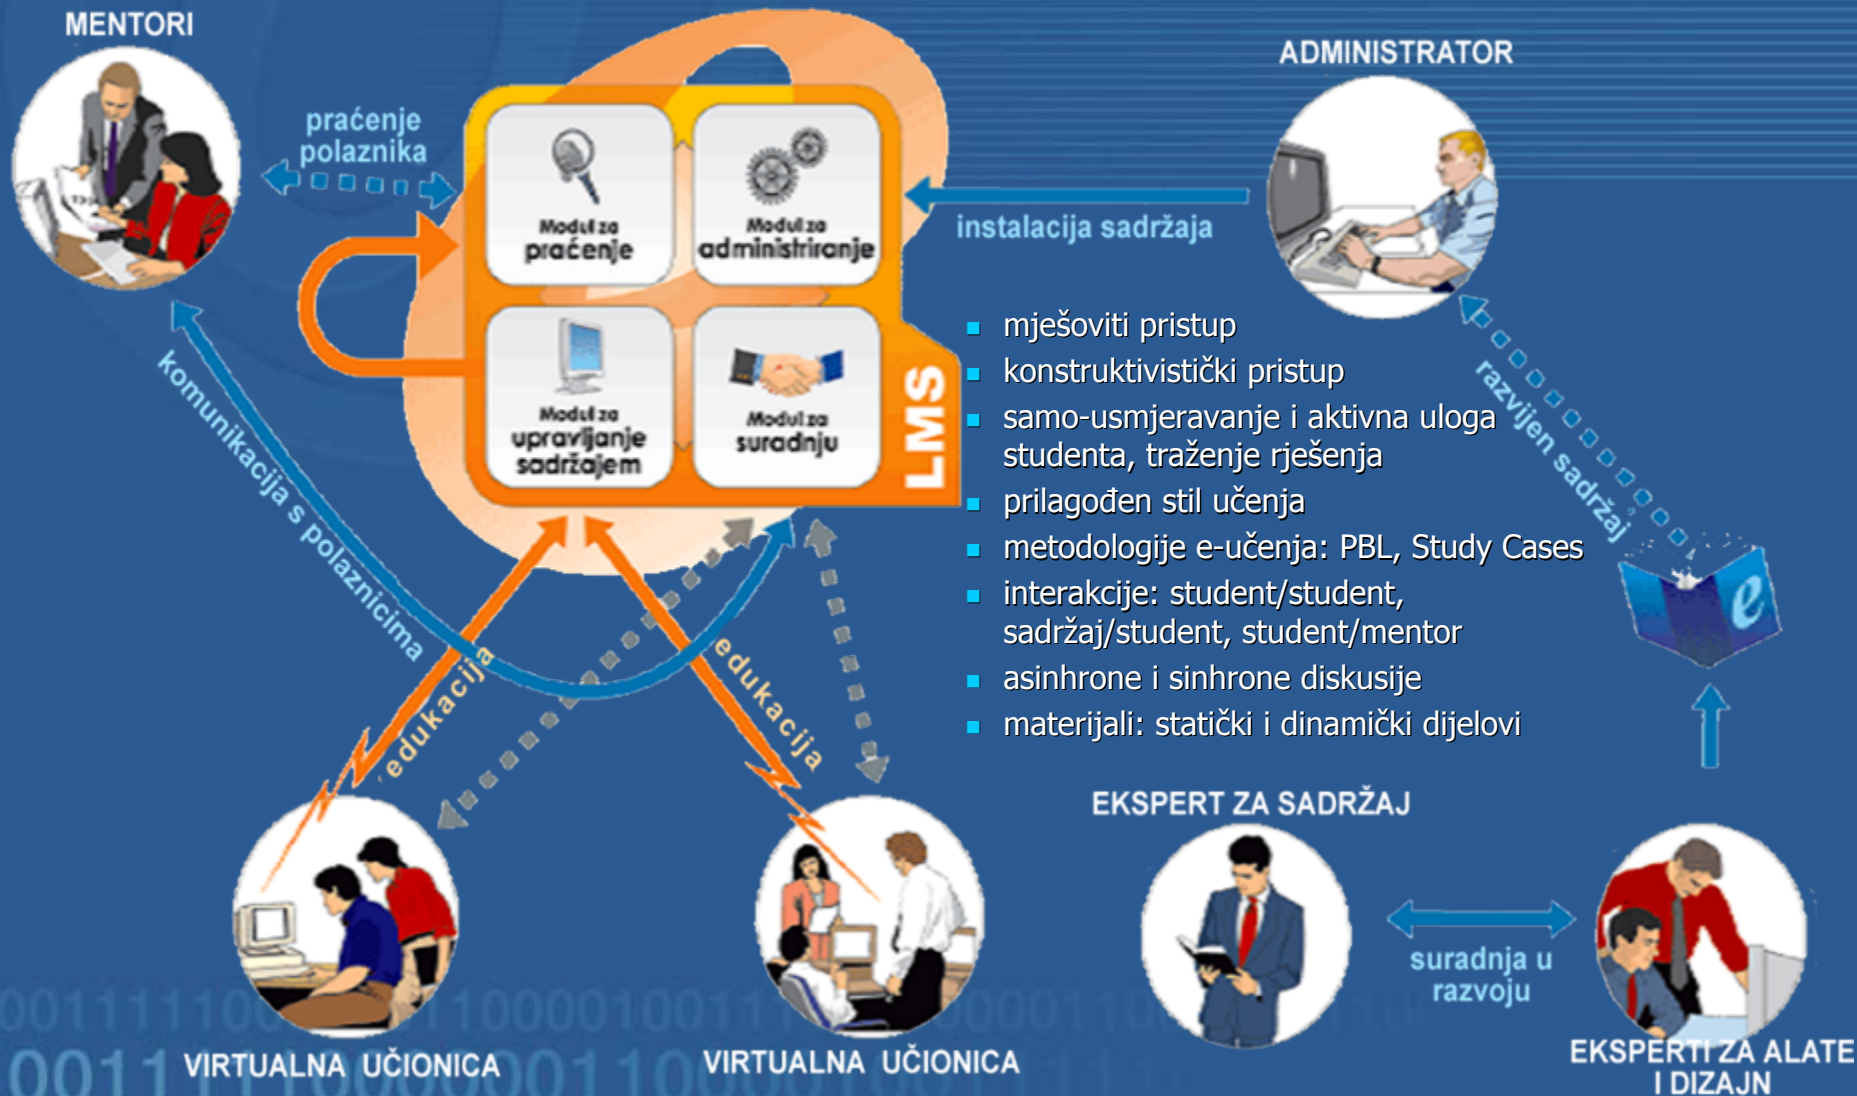 MENTORI
ADMINISTRATOR
praćenje
polaznika
Modul za
praćenje
Modul za
administriranje
instalacija sadržaja
Modul za
upravljanje
sadržajem
Modul za
suradnju
LMS
komunikacija s polaznicima
mješoviti pristup
konstruktivistički pristup
samo-usmjeravanje i aktivna uloga
studenta, traženje rješenja
prilagođen stil učenja
metodologije e-učenja: PBL, Study Cases
interakcije: student/student,
sadržaj/student, student/mentor
asinhrone i sinhrone diskusije
materijali: statički i dinamički dijelovi
razvijen sadržaj
e
edukacija
edukacija
EKSPERT ZA SADRŽAJ
suradnja u
razvoju
VIRTUALNA UČIONICA
VIRTUALNA UČIONICA
EKSPERTI ZA ALATE
I DIZAJN